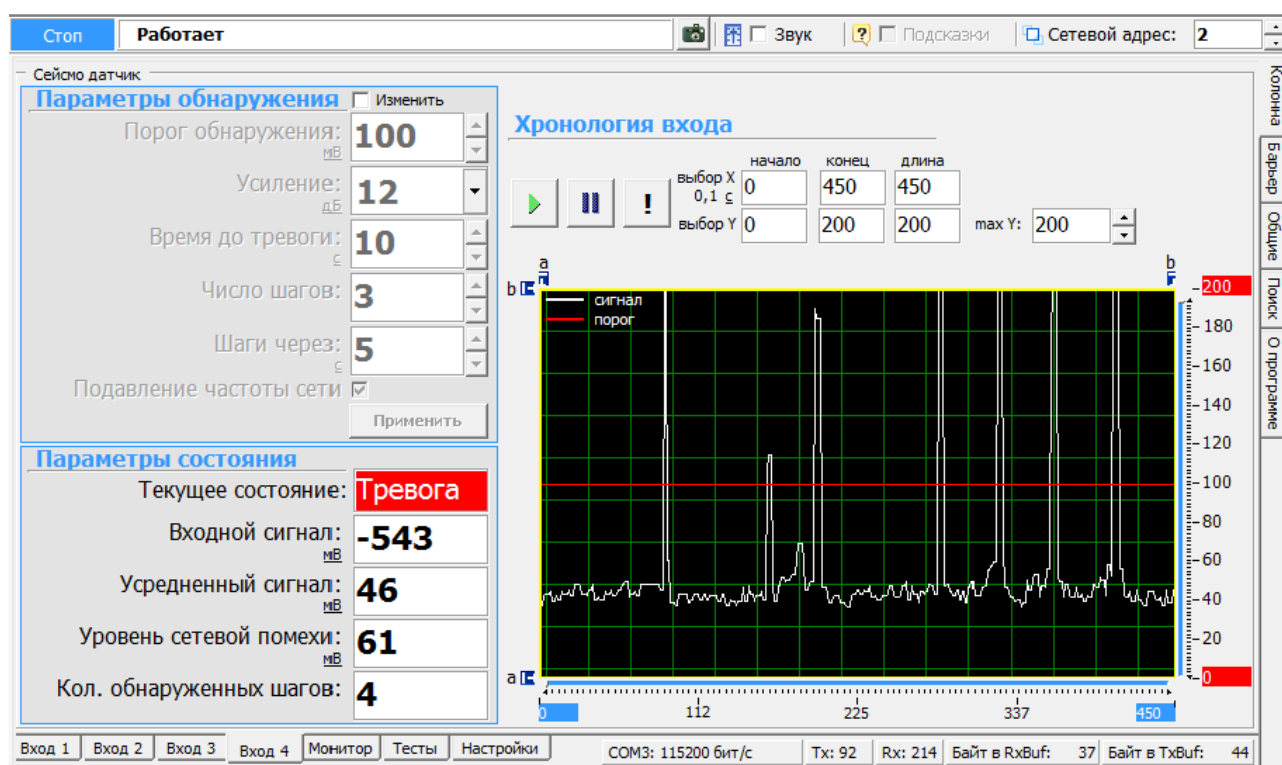 Стоп Работает Звук Подсказки Сетевой адрес: 2
Сейсмо датчик
Параметры обнаружения Изменить
Порог обнаружения: 100
мВ
Усиление: 12
дБ
Время до тревоги: 10
с
Число шагов: 3
Шаги через: 5
с
Подавление частоты сети
Применить
Параметры состояния
Текущее состояние: Тревога
Входной сигнал: -543
мВ
Усредненный сигнал: 46
мВ
Уровень сетевой помехи: 61
мВ
Кол. обнаруженных шагов: 4
Хронология входа
начало конец длина
выбор X 0 450 450
0,1 с
выбор Y 0 200 200 max Y: 200
!
a b
b
сигнал
порог
200
180
160
140
120
100
80
60
40
20
0
a
0 112 225 337 450
Колонна
Барьер
Общие
Поиск
О программе
Вход 1 Вход 2 Вход 3 Вход 4 Монитор Тесты Настройки COM3: 115200 бит/с Tx: 92 Rx: 214 Байт в RxBuf: 37 Байт в TxBuf: 44